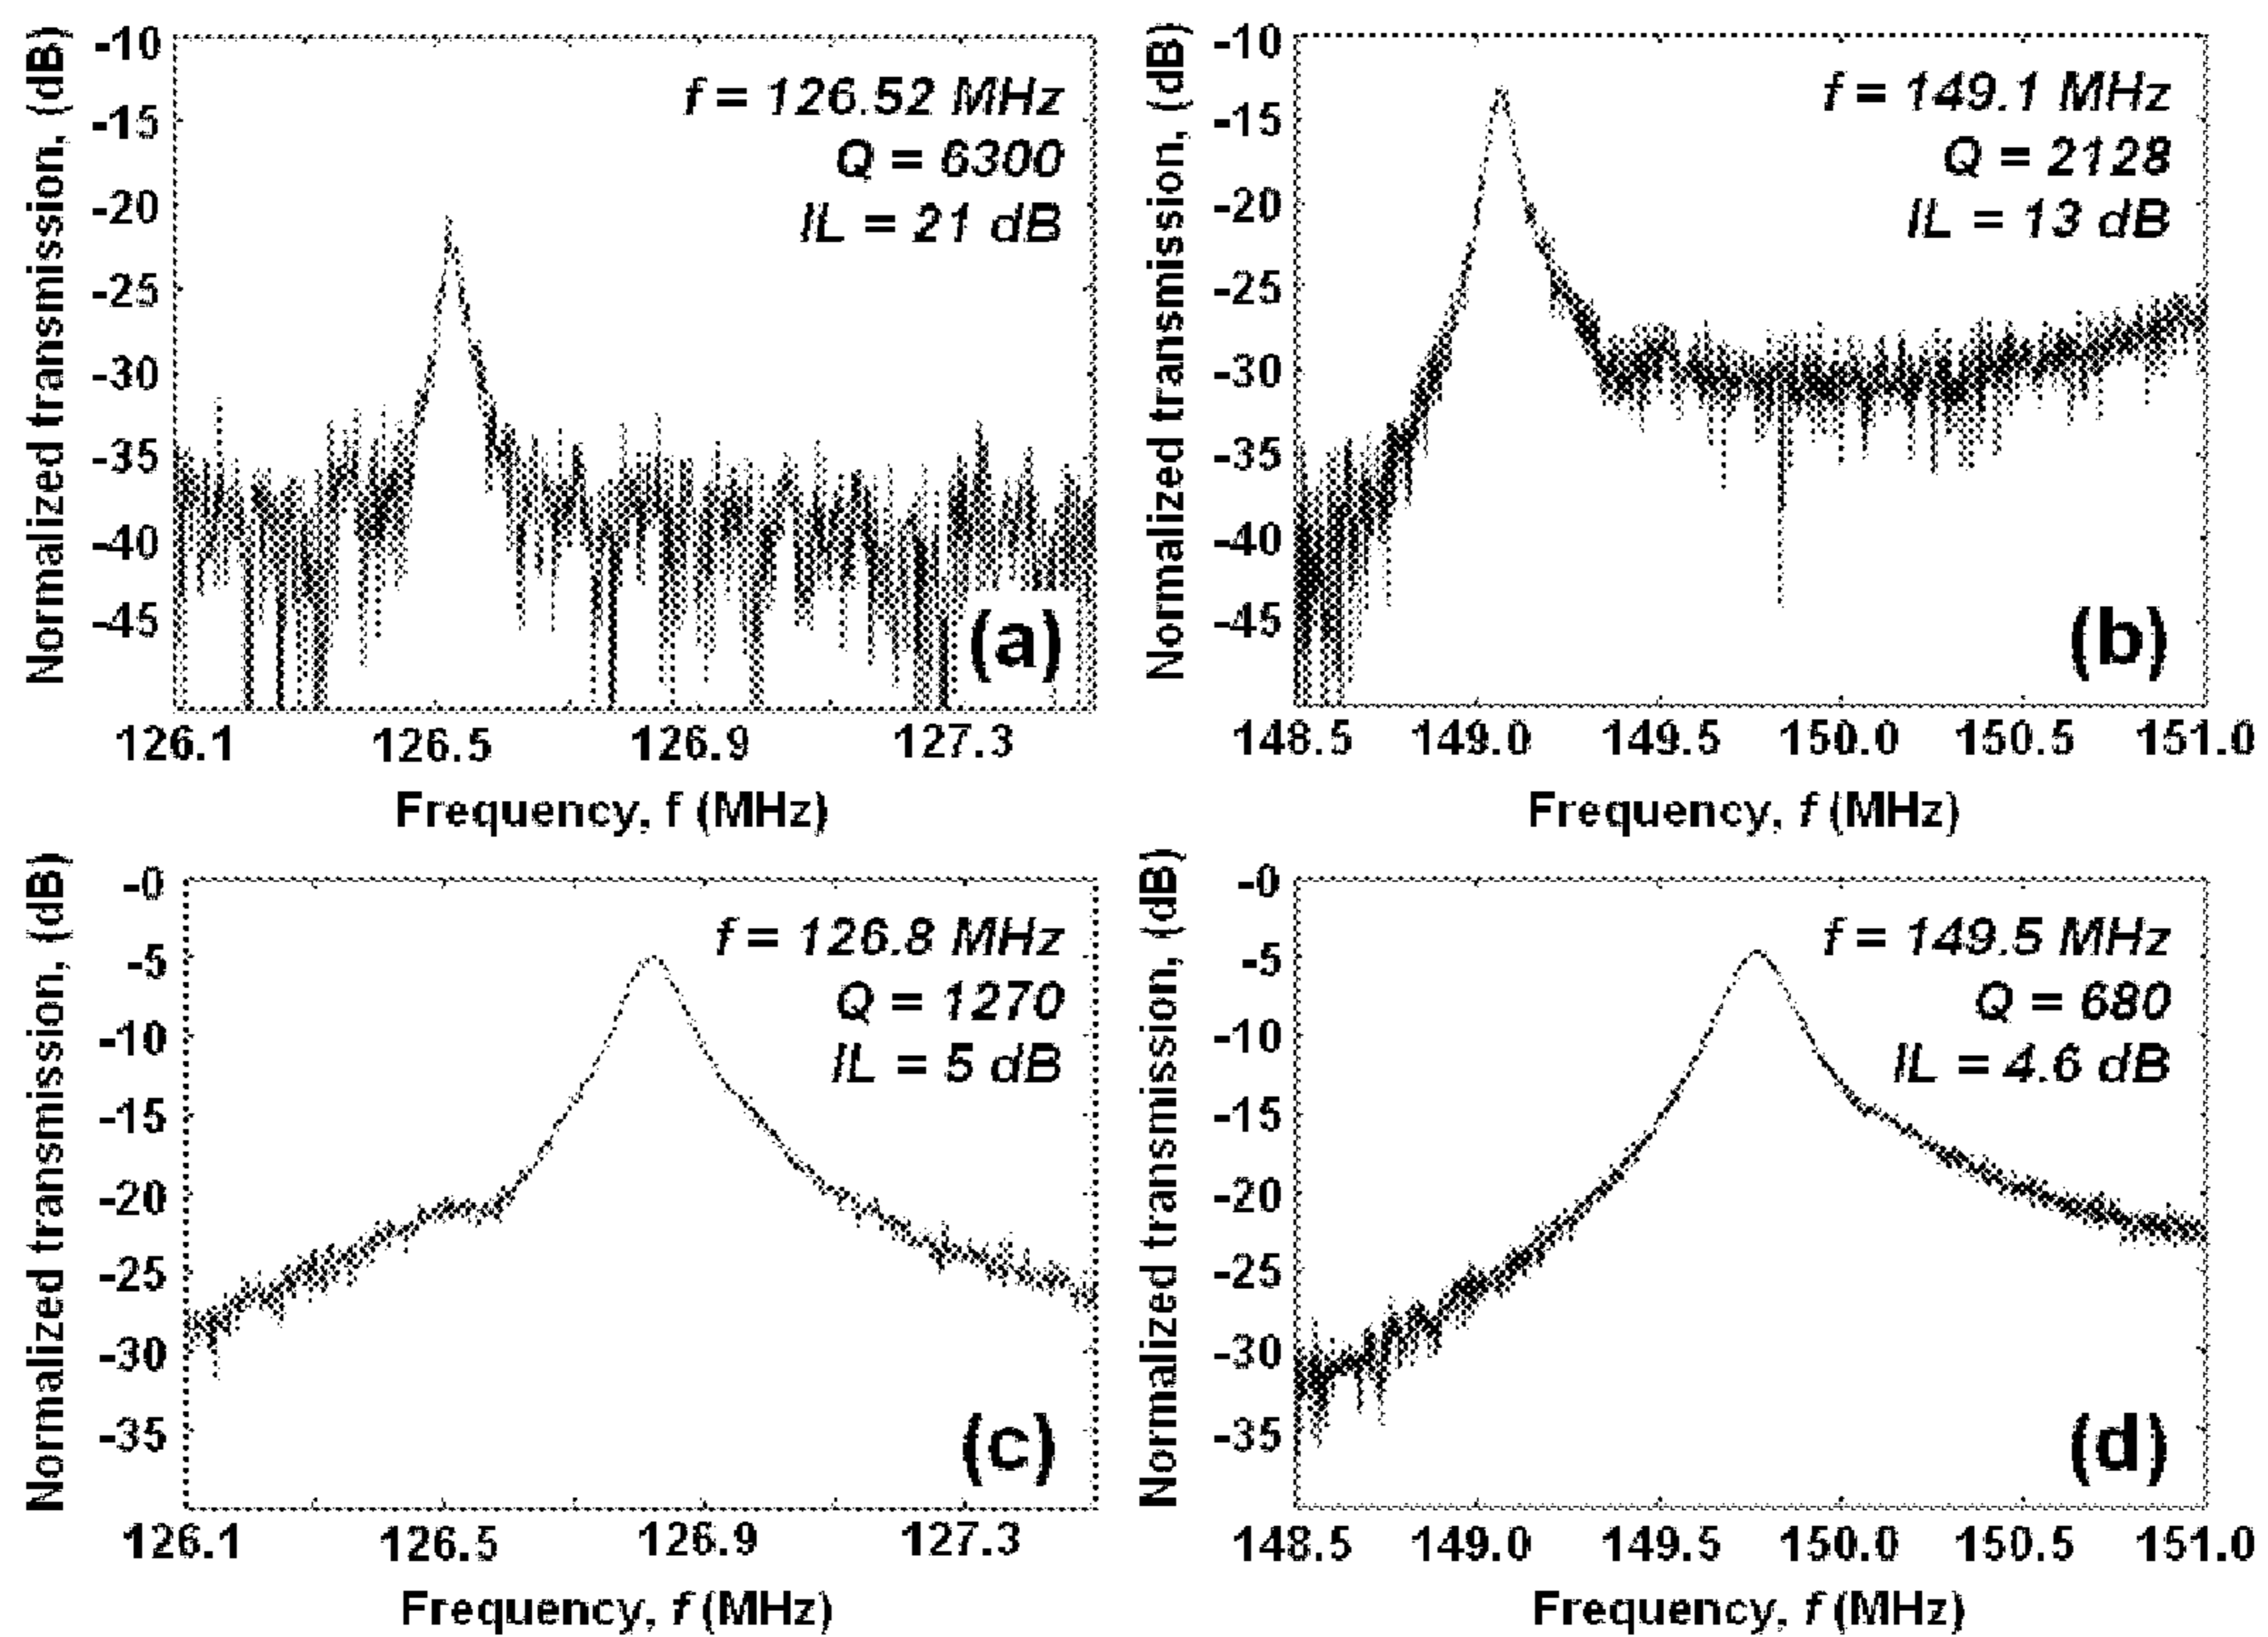 Normalized transmission, (dB)
-10
-15
-20
-25
-30
-35
-40
-45
f = 126.52 MHz
Q = 6300
IL = 21 dB
(a)
126.1 126.5 126.9 127.3
Frequency, f (MHz)
Normalized transmission, (dB)
-10
-15
-20
-25
-30
-35
-40
-45
f = 149.1 MHz
Q = 2128
IL = 13 dB
(b)
148.5 149.0 149.5 150.0 150.5 151.0
Frequency, f (MHz)
Normalized transmission, (dB)
-0
-5
-10
-15
-20
-25
-30
-35
f = 126.8 MHz
Q = 1270
IL = 5 dB
(c)
126.1 126.5 126.9 127.3
Frequency, f (MHz)
Normalized transmission, (dB)
-0
-5
-10
-15
-20
-25
-30
-35
f = 149.5 MHz
Q = 680
IL = 4.6 dB
(d)
148.5 149.0 149.5 150.0 150.5 151.0
Frequency, f (MHz)